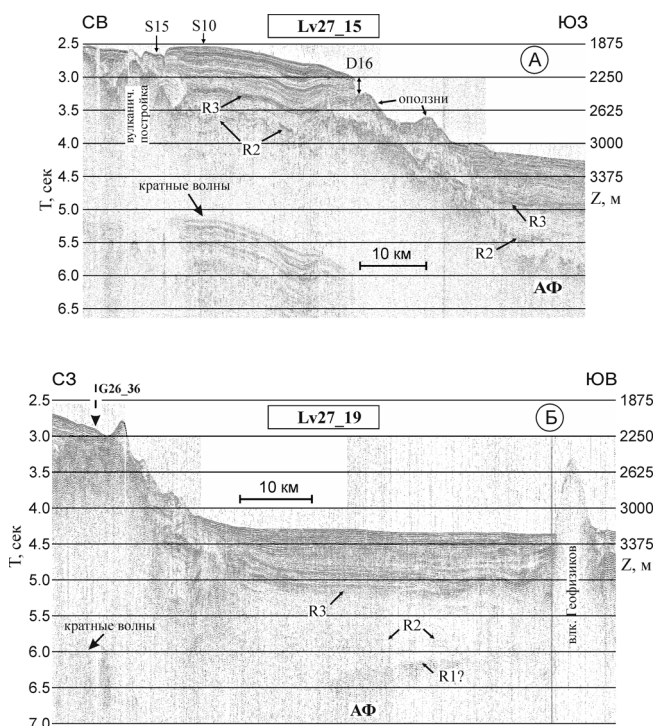 СВ S15 S10 Lv27_15 ЮЗ
2.5 1875
А
D16
3.0 2250
оползни
R3
3.5 2625
вулканич.
постройка
R2
4.0 3000
4.5 3375
кратные волны
T, сек
Z, м
5.0 R3
5.5 R2
10 км
6.0
АФ
6.5
СЗ ЮВ
G26_36
2.5 1875
Lv27_19 Б
3.0 2250
3.5 2625
10 км
4.0 3000
4.5 3375
T, сек
Z, м
5.0
R3
влк. Геофизиков
5.5
кратные волны R2
6.0
R1?
6.5
АФ
7.0